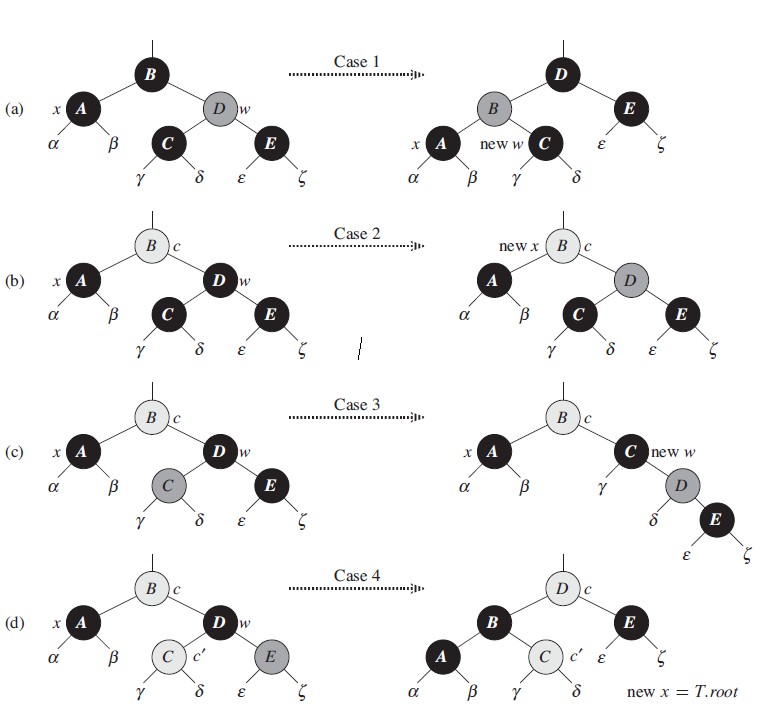 Case 1
B D
(a) x A D w B E
C E x A new w C ε ζ
α β
γ δ ε ζ α β γ δ
Case 2
B c new x B c
(b) x A D w A D
α β C E α β C E
γ δ ε ζ γ δ ε ζ
Case 3
B c B c
(c) x A D w x A C new w
α β C E α β γ D
γ δ ε ζ δ E
ε ζ
Case 4
B c D c
(d) x A D w B E
α β C c′ E A C c′ ε ζ
γ δ ε ζ α β γ δ new x = T.root